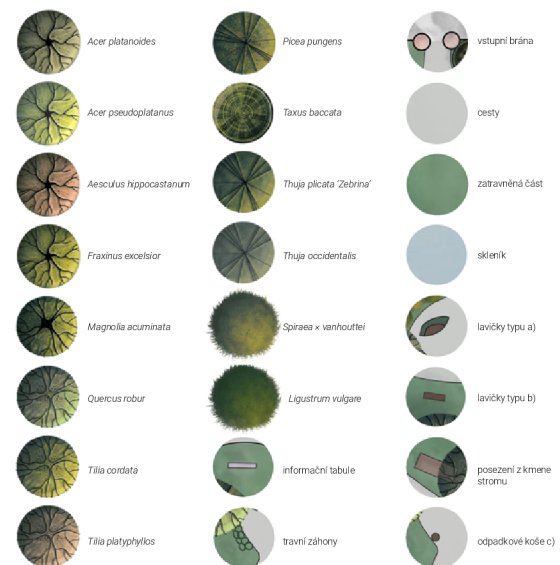 Acer platanoides
Acer pseudoplatanus
Aesculus hippocastanum
Fraxinus excelsior
Magnolia acuminata
Quercus robur
Tilia cordata
Tilia platyphyllos
Picea pungens
Taxus baccata
Thuja plicata 'Zebrina'
Thuja occidentalis
Spiraea × vanhouttei
Ligustrum vulgare
informační tabule
travní záhony
vstupní brána
cesty
zatravněná část
skleník
lavičky typu a)
lavičky typu b)
posezení z kmene
stromu
odpadkové koše c)